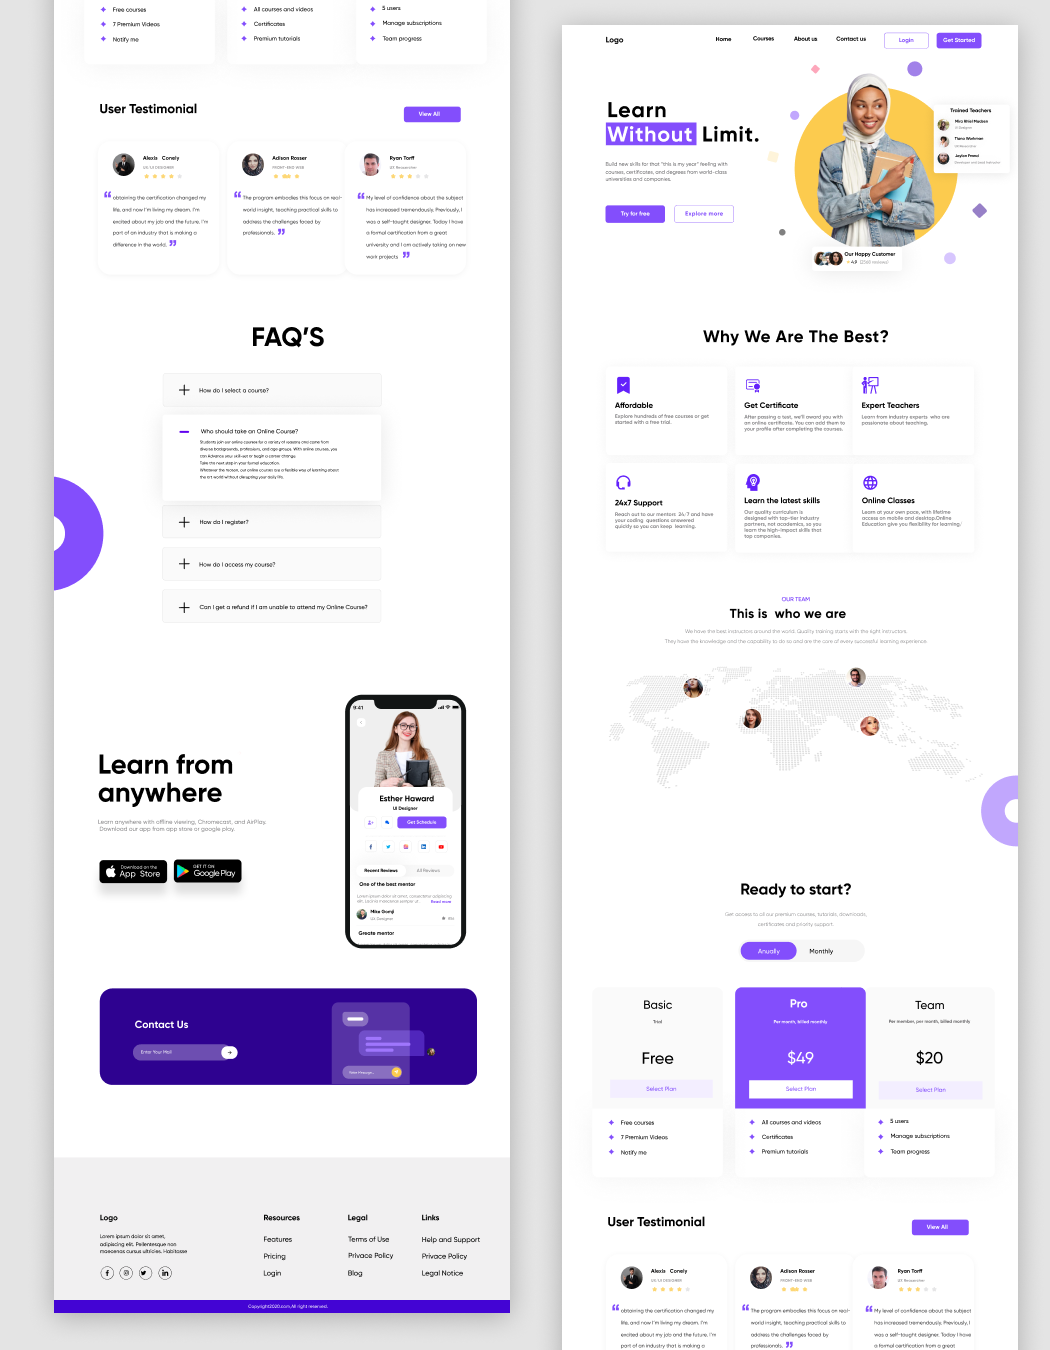 Free courses
7 Premium Videos
Notify me
All courses and videos
Certificates
Premium tutorials
5 users
Manage subscriptions
Team progress
User Testimonial
View All
Alexis Conely
UX/UI DESIGNER
obtaining the certification changed my
life, and now I'm living my dream. I'm
excited about my job and the future. I'm
part of an industry that is making a
difference in the world.
Adison Rosser
FRONT-END WEB
The program embodies this focus on real-
world insight, teaching practical skills to
address the challenges faced by
professionals.
Ryan Torff
UX Researcher
My level of confidence about the subject
has increased tremendously. Previously, I
was a self-taught designer. Today I have
a formal certification from a great
university and I am actively taking on new
work projects
FAQ'S
How do I select a course?
Who should take an Online Course?
Students join our online courses for a variety of reasons and come from
diverse backgrounds, professions, and age groups. With online courses, you
can Advance your skill-set or begin a career change.
Take the next step in your formal education.
Whatever the reason, our online courses is a flexible way of learning about
the art world without disrupting your daily life.
How do I register?
How do I access my course?
Can I get a refund if I am unable to attend my Online Course?
Learn from
anywhere
Learn anywhere with offline viewing, Chromecast, and AirPlay.
Download our app from app store or google play.
Download on the
App Store
GET IT ON
Google Play
9:41
Esther Haward
UI Designer
Get Schedule
Recent Reviews
All Reviews
One of the best mentor
Lorem ipsum dolor sit amet, consectetur adipiscing
Read more
Mike Gomji
UX Designer
Greate mentor
Contact Us
Enter Your Mail
Logo
Lorem ipsum dolor sit amet,
adipiscing elit. Pellentesque non
maecenas cursus ultricies. Habitasse
Resources
Features
Pricing
Login
Legal
Terms of Use
Privace Policy
Blog
Links
Help and Support
Privace Policy
Legal Notice
Copyright2020.com,All right reserved.
Logo
Home
Courses
About us
Contact us
Login
Get Started
Learn
Without Limit.
Build new skills for that "this is my year" feeling with
courses, certificates, and degrees from world-class
universities and companies.
Try for free
Explore more
Trained Teachers
UI Designer
UX Researcher
Our Happy Customer
4,9
Why We Are The Best?
Affordable
Explore hundreds of free courses or get
started with a free trial.
Get Certificate
After passing a test, we'll award you with
an online certificate. You can add them to
your profile after completing the courses.
Expert Teachers
Learn from industry experts who are
passionate about teaching.
24x7 Support
Reach out to our mentors 24/7 and have
your coding questions answered
quickly so you can keep learning.
Learn the latest skills
Our quality curriculum is
designed with top-tier industry
partners, not academics, so you
learn the high-impact skills that
top companies.
Online Classes
Learn at your own pace, with lifetime
access on mobile and desktop.Online
Education give you flexibility for learning.
OUR TEAM
This is who we are
We have the best instructors around the world. Quality training starts with the right instructors.
They have the knowledge and the capability to do so and are the core of every successful learning experience.
Ready to start?
Get access to all our premium courses, tutorials, downloads,
certificates and priority support.
Anually
Monthly
Basic
Trial
Free
Select Plan
Free courses
7 Premium Videos
Notify me
Pro
Per month, billed monthly
$49
Select Plan
All courses and videos
Certificates
Premium tutorials
Team
Per member, per month, billed monthly
$20
Select Plan
5 users
Manage subscriptions
Team progress
User Testimonial
View All
Alexis Conely
UX/UI DESIGNER
obtaining the certification changed my
life, and now I'm living my dream. I'm
excited about my job and the future. I'm
part of an industry that is making a
Adison Rosser
FRONT-END WEB
The program embodies this focus on real-
world insight, teaching practical skills to
address the challenges faced by
professionals.
Ryan Torff
UX Researcher
My level of confidence about the subject
has increased tremendously. Previously, I
was a self-taught designer. Today I have
a formal certification from a great